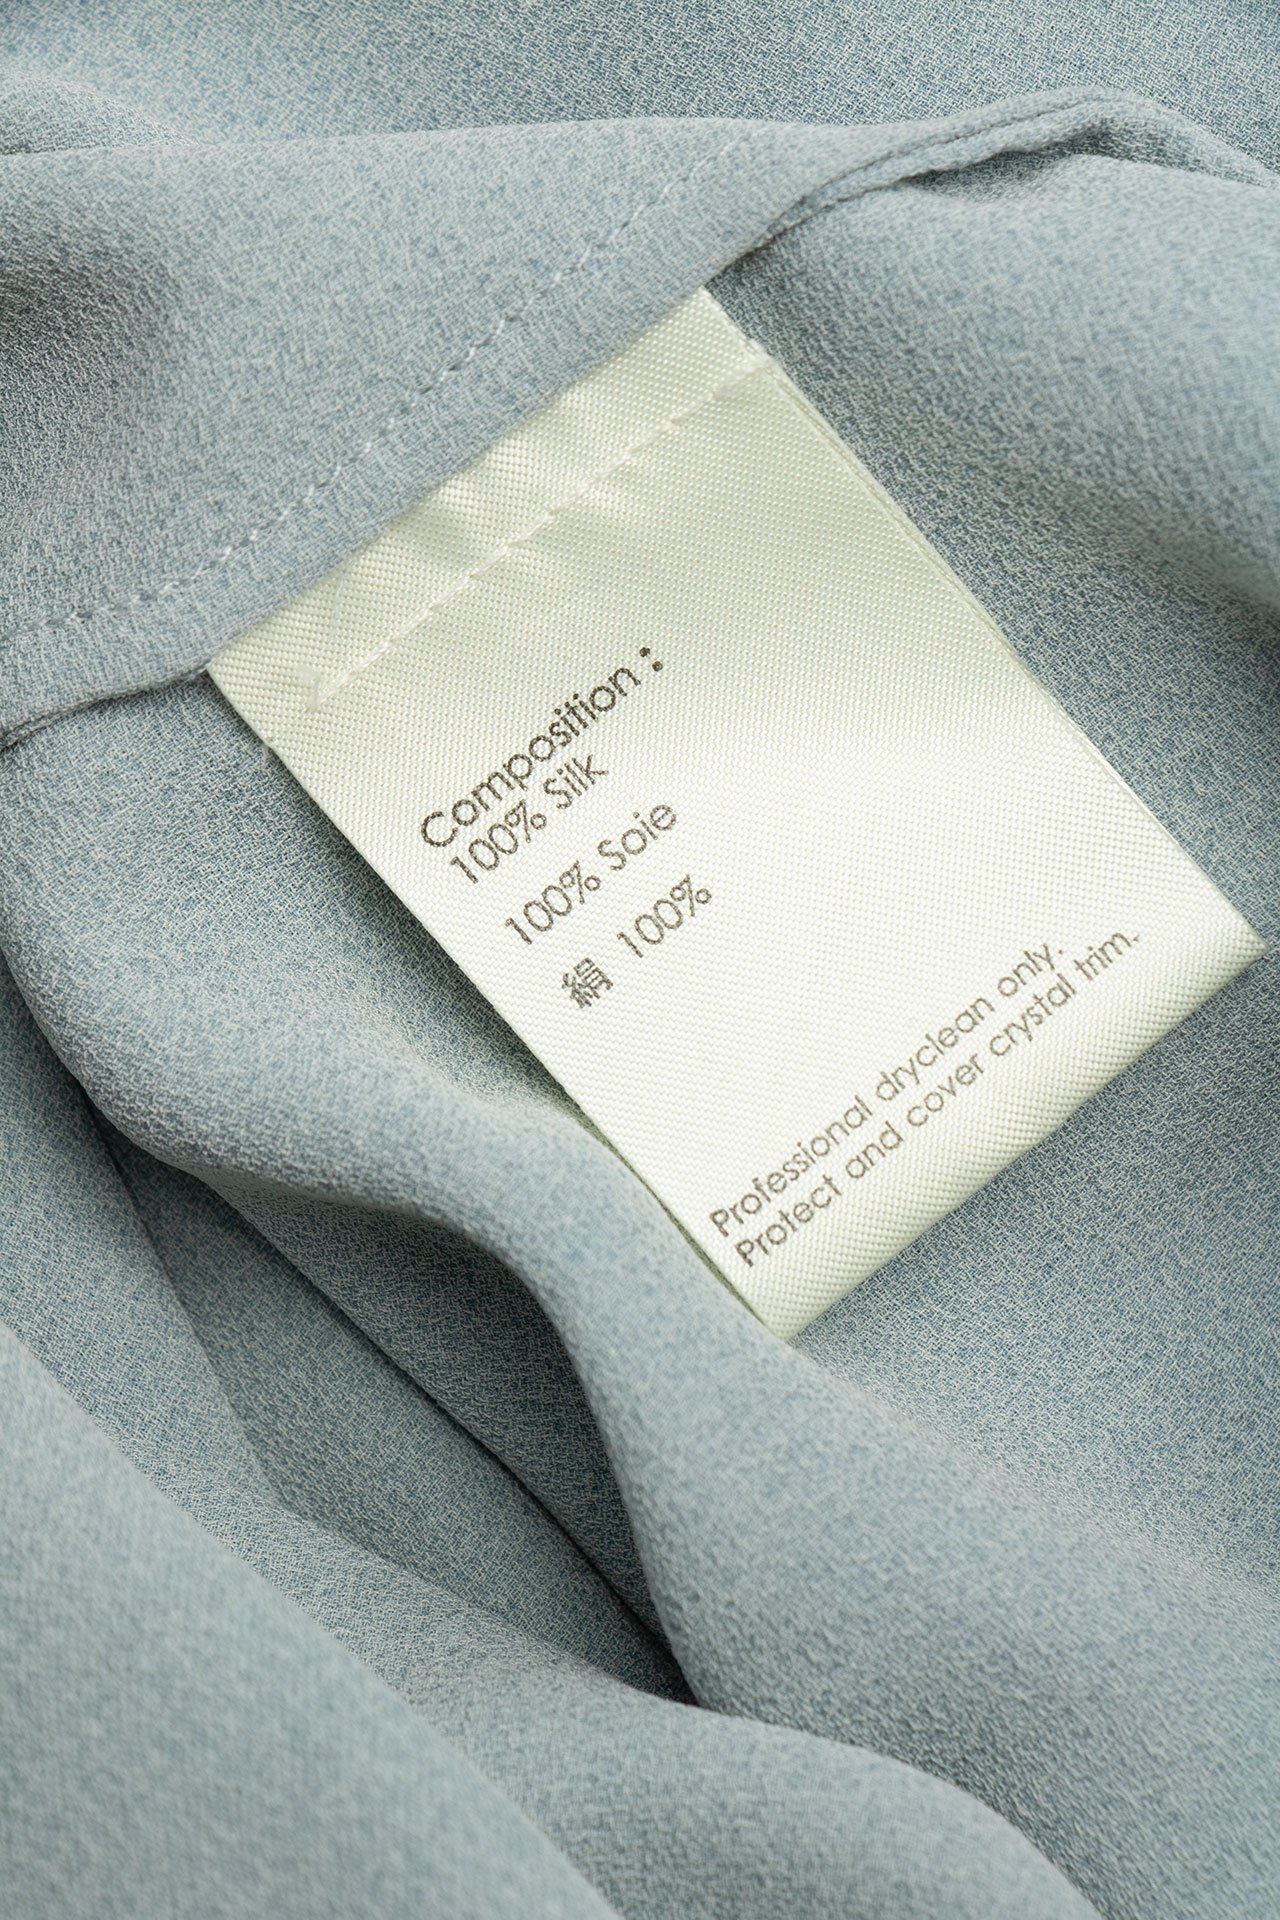 Composition :
100% Silk
100% Soie
絹 100%
Professional dryclean only.
Protect and cover crystal trim.